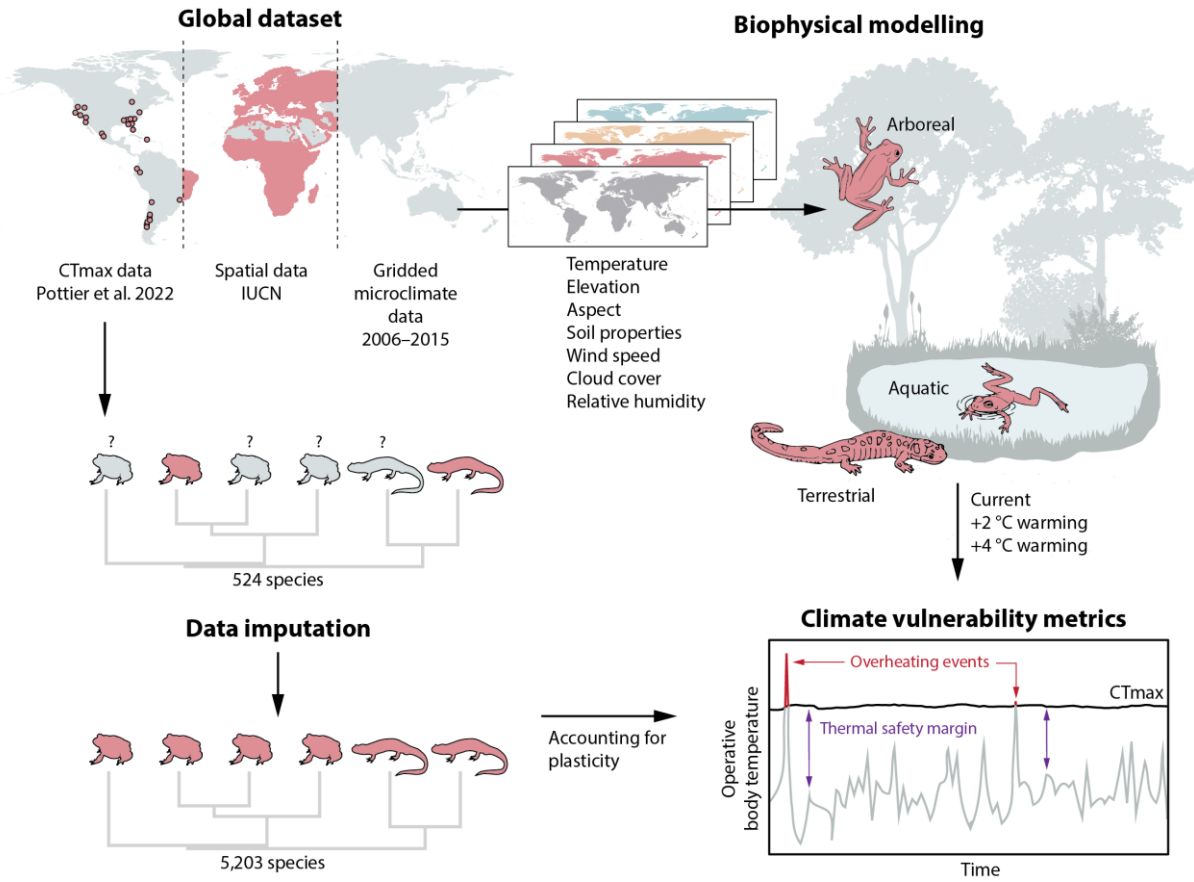 Global dataset
Biophysical modelling
CTmax data
Pottier et al. 2022
Spatial data
IUCN
Gridded
microclimate
data
2006–2015
Temperature
Elevation
Aspect
Soil properties
Wind speed
Cloud cover
Relative humidity
Arboreal
Aquatic
Terrestrial
? ? ? ?
524 species
Current
+2 °C warming
+4 °C warming
Data imputation
5,203 species
Accounting for
plasticity
Climate vulnerability metrics
Overheating events
CTmax
Thermal safety margin
Operative
body temperature
Time